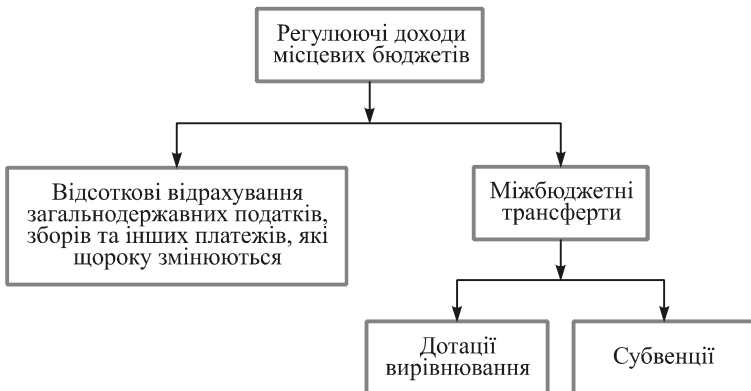 Регулюючі доходи
місцевих бюджетів
Відсоткові відрахування
загальнодержавних податків,
зборів та інших платежів, які
щороку змінюються
Міжбюджетні
трансферти
Дотації
вирівнювання
Субвенції